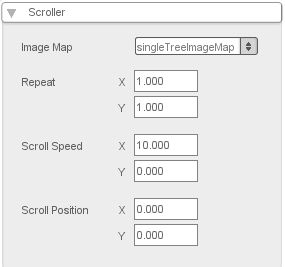 Scroller
Image Map singleTreeImageMap
Repeat X 1.000
Y 1.000
Scroll Speed X 10.000
Y 0.000
Scroll Position X 0.000
Y 0.000